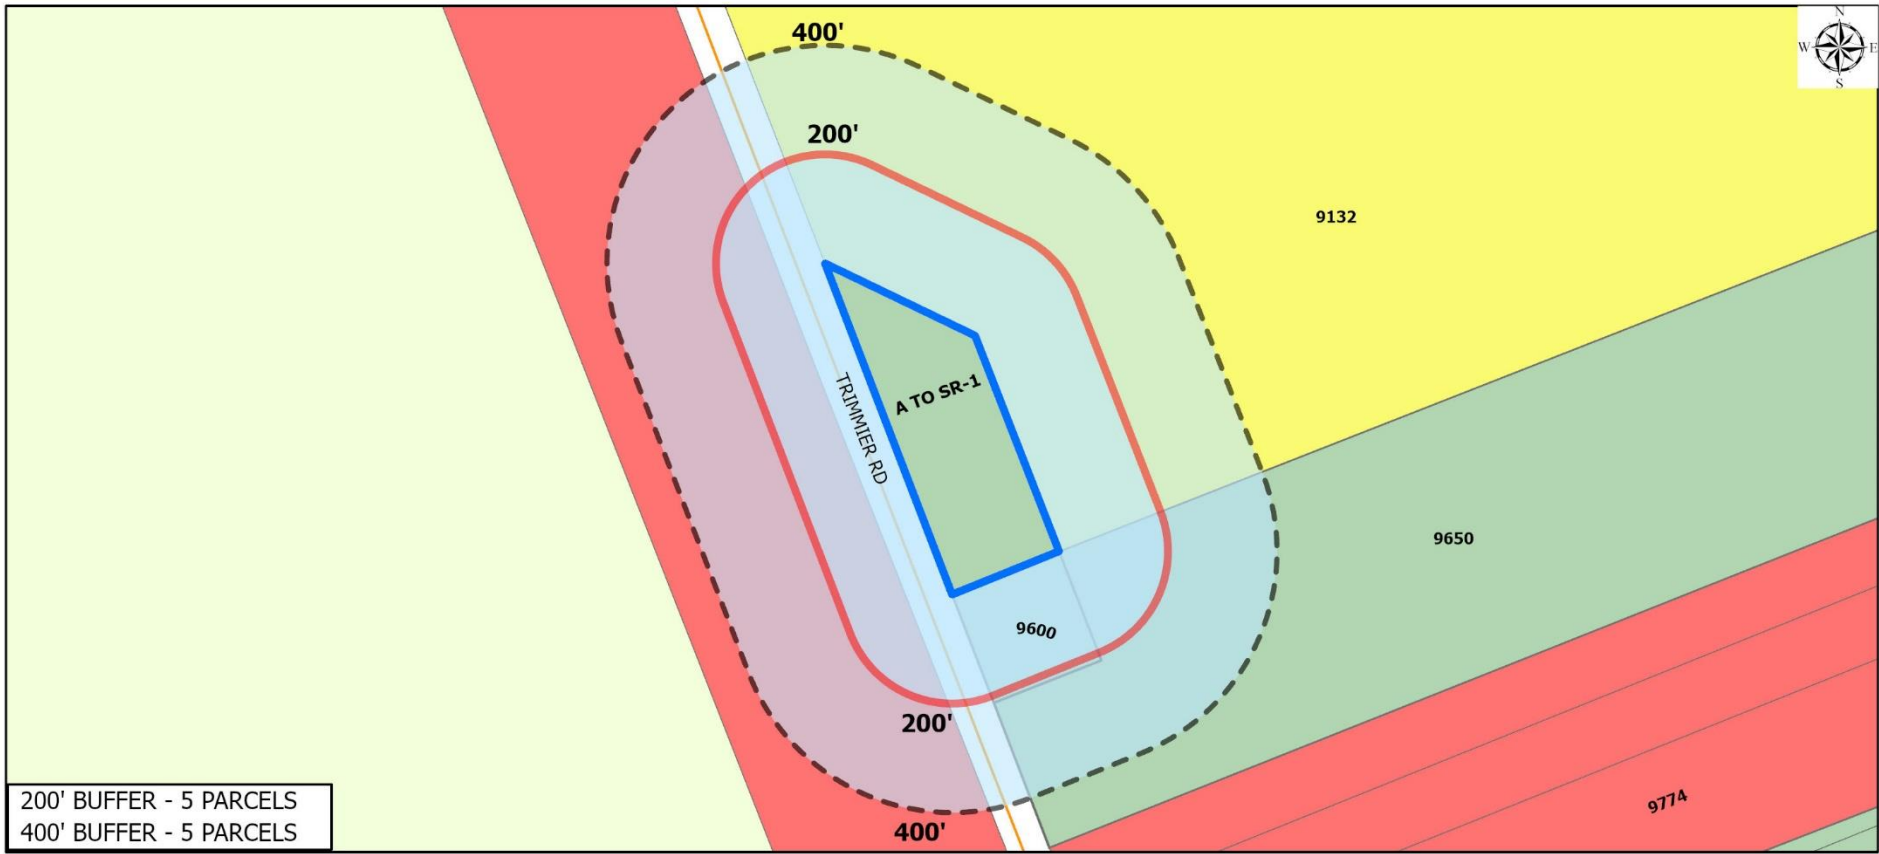 400'
N
W E
S
200'
9132
A TO SR-1
TRIMMIER RD
9650
9600
200'
200' BUFFER - 5 PARCELS
400' BUFFER - 5 PARCELS
9774
400'